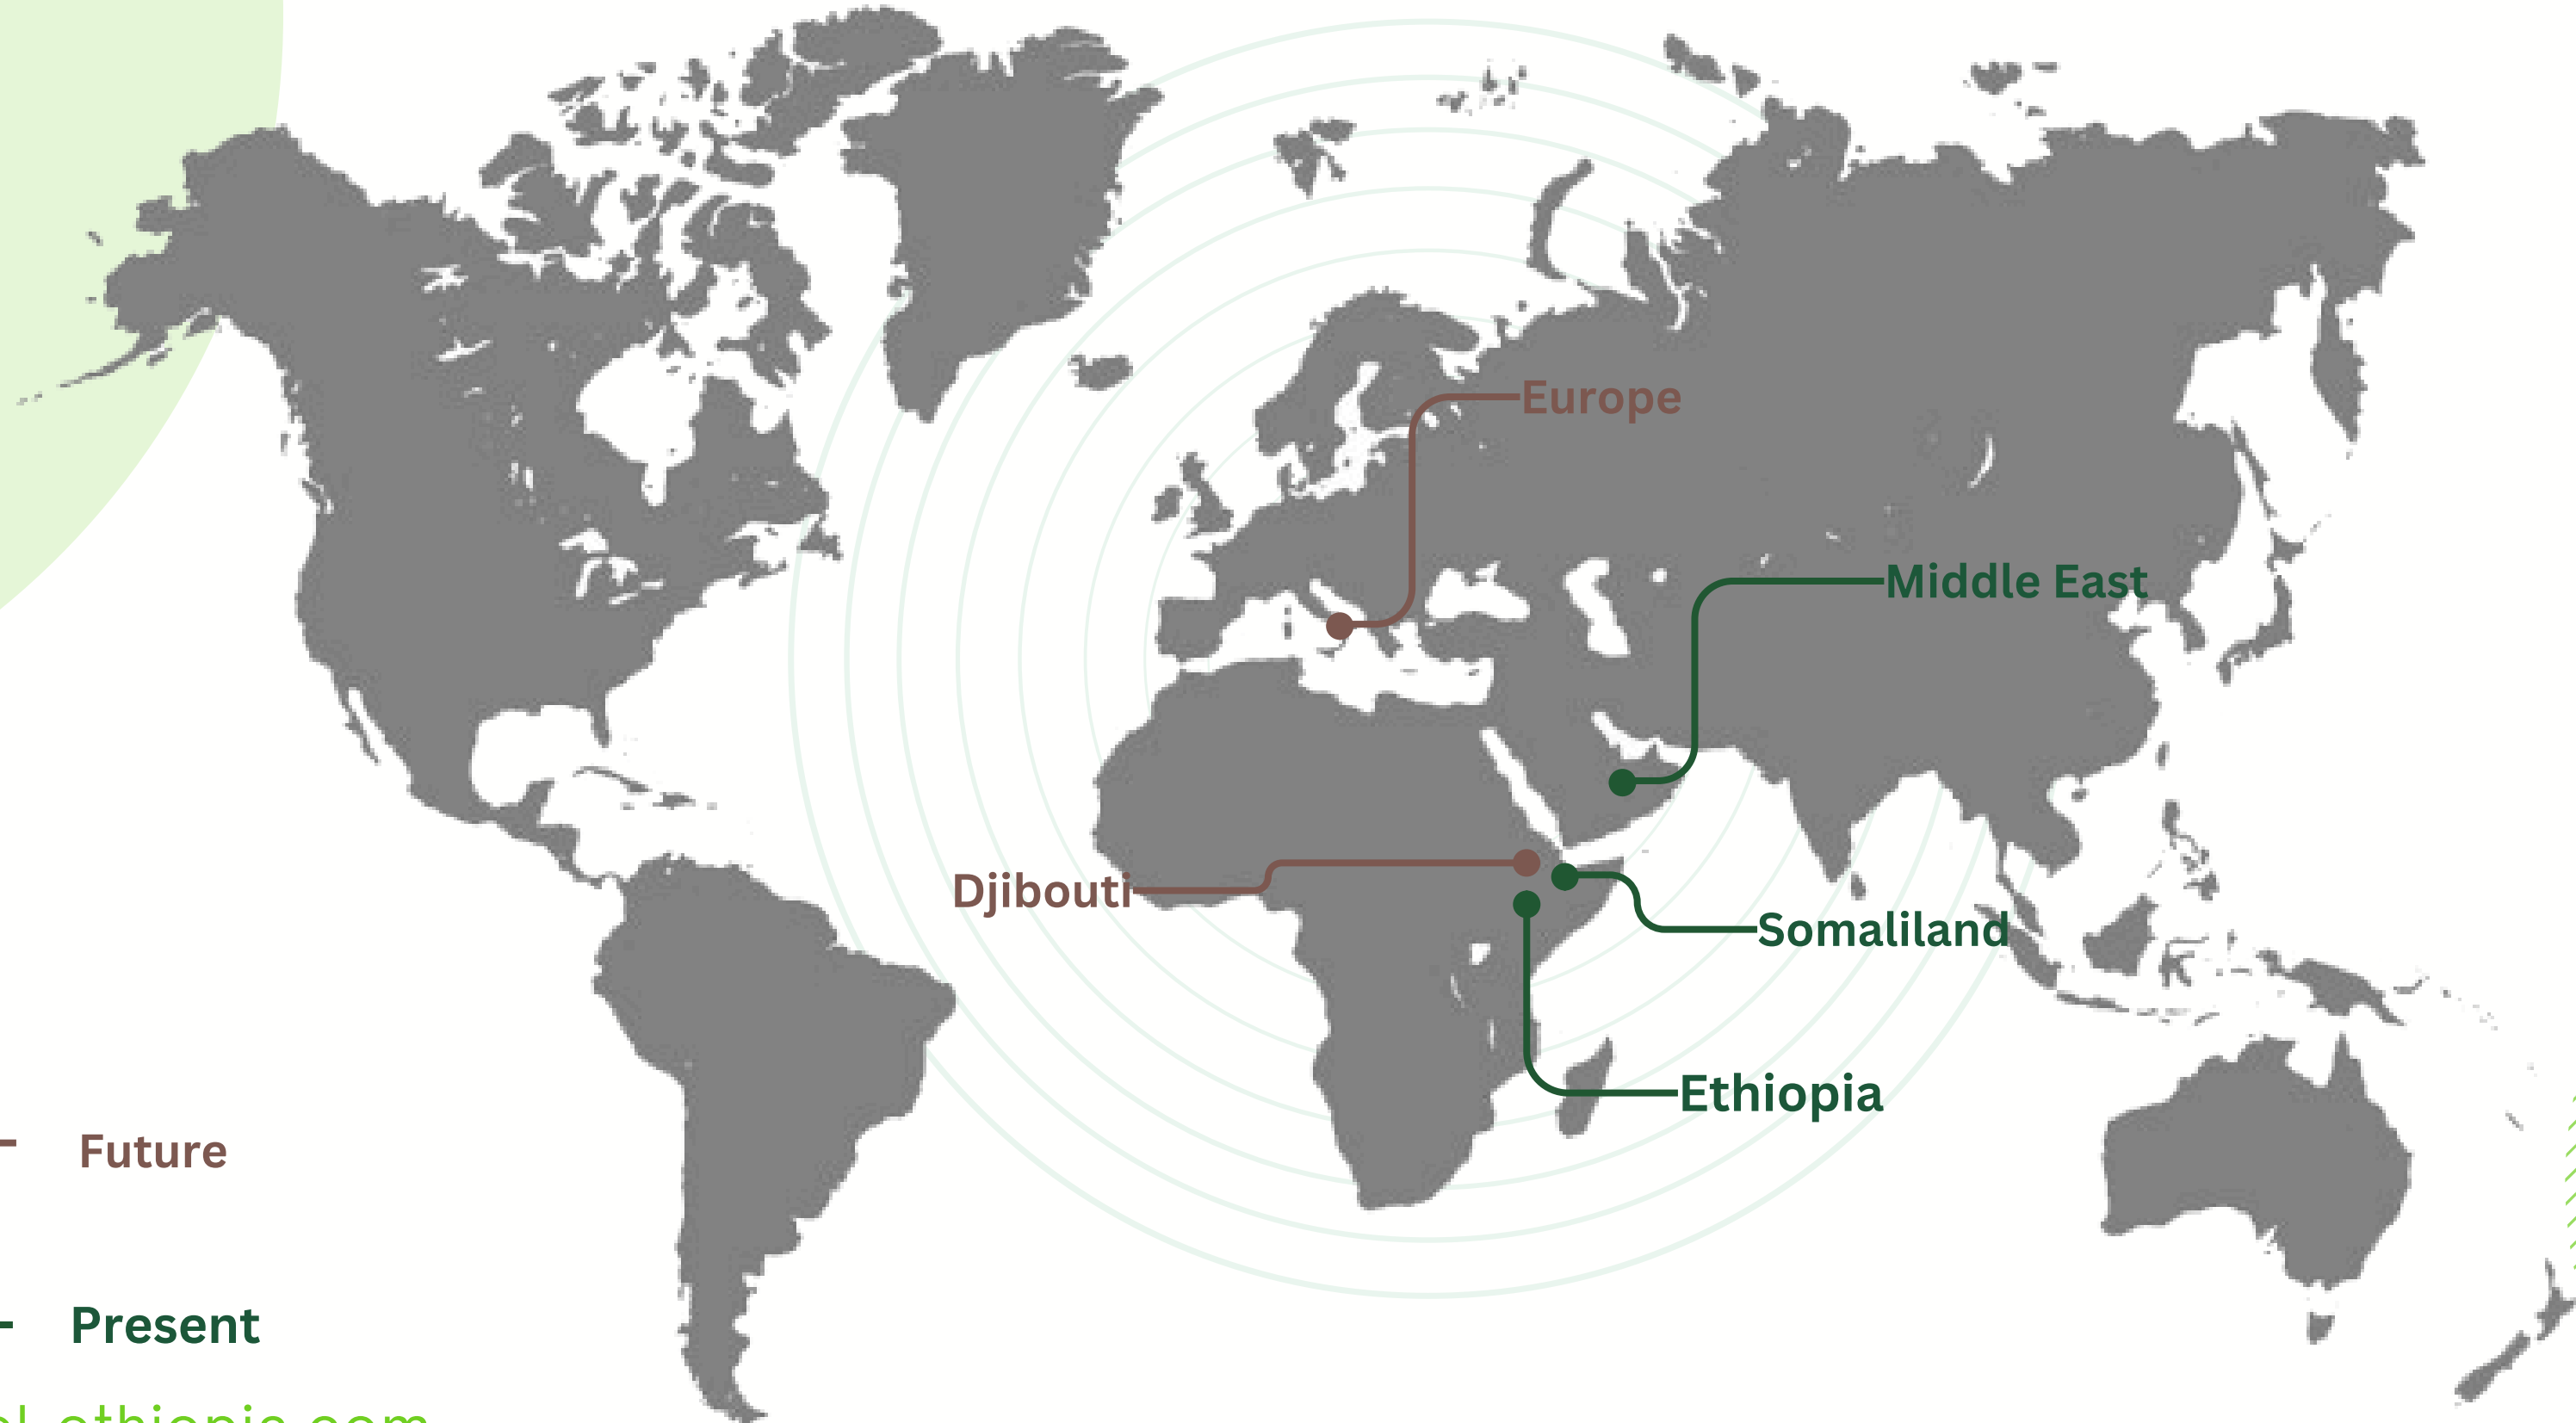 Europe
Middle East
Djibouti
Somaliland
Ethiopia
Future
Present